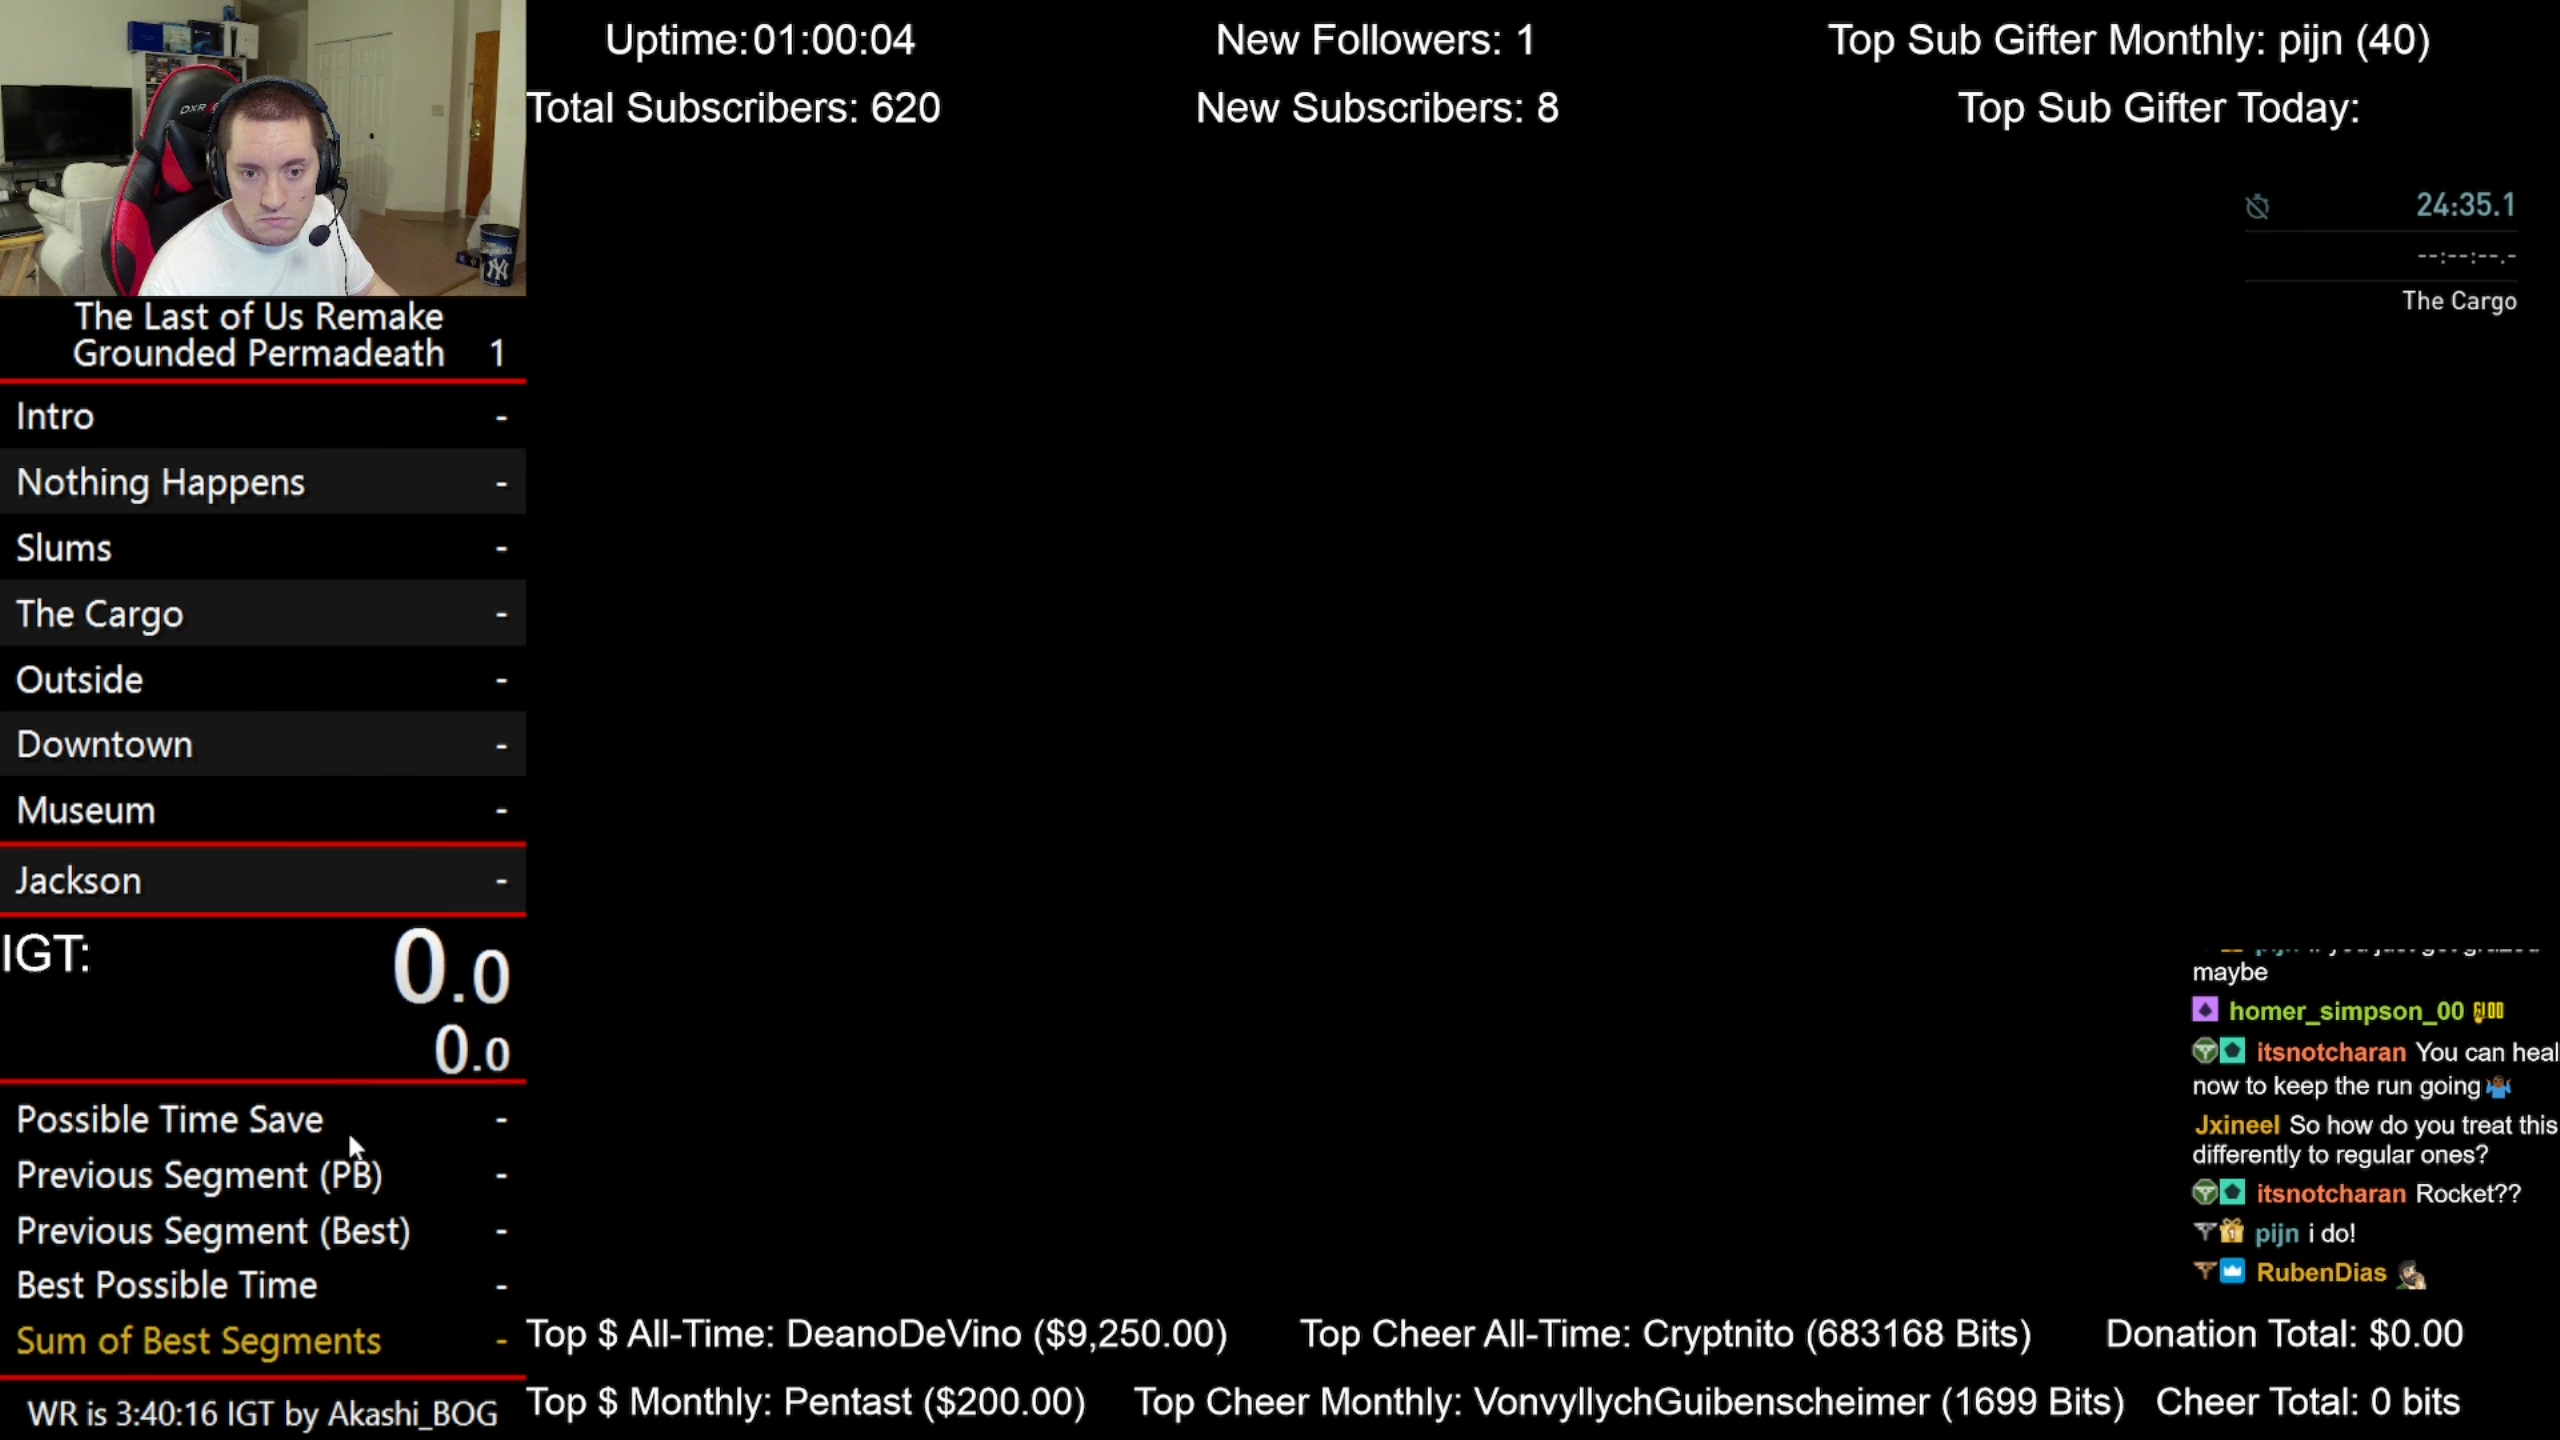 Uptime: 01:00:04
New Followers: 1
Top Sub Gifter Monthly: pijn (40)
Total Subscribers: 620
New Subscribers: 8
Top Sub Gifter Today:
DXR
24:35.1
--:--:--.-
The Cargo
The Last of Us Remake
Grounded Permadeath 1
Intro -
Nothing Happens -
Slums -
The Cargo -
Outside -
Downtown -
Museum -
Jackson -
IGT: 0.0
0.0
Possible Time Save -
Previous Segment (PB) -
Previous Segment (Best) -
Best Possible Time -
Sum of Best Segments -
WR is 3:40:16 IGT by Akashi_BOG
maybe
homer_simpson_00
itsnotcharan You can heal
now to keep the run going
Jxineel So how do you treat this
differently to regular ones?
itsnotcharan Rocket??
pijn i do!
RubenDias
Top $ All-Time: DeanoDeVino ($9,250.00)
Top Cheer All-Time: Cryptnito (683168 Bits)
Donation Total: $0.00
Top $ Monthly: Pentast ($200.00)
Top Cheer Monthly: VonvyllychGuibenscheimer (1699 Bits)
Cheer Total: 0 bits